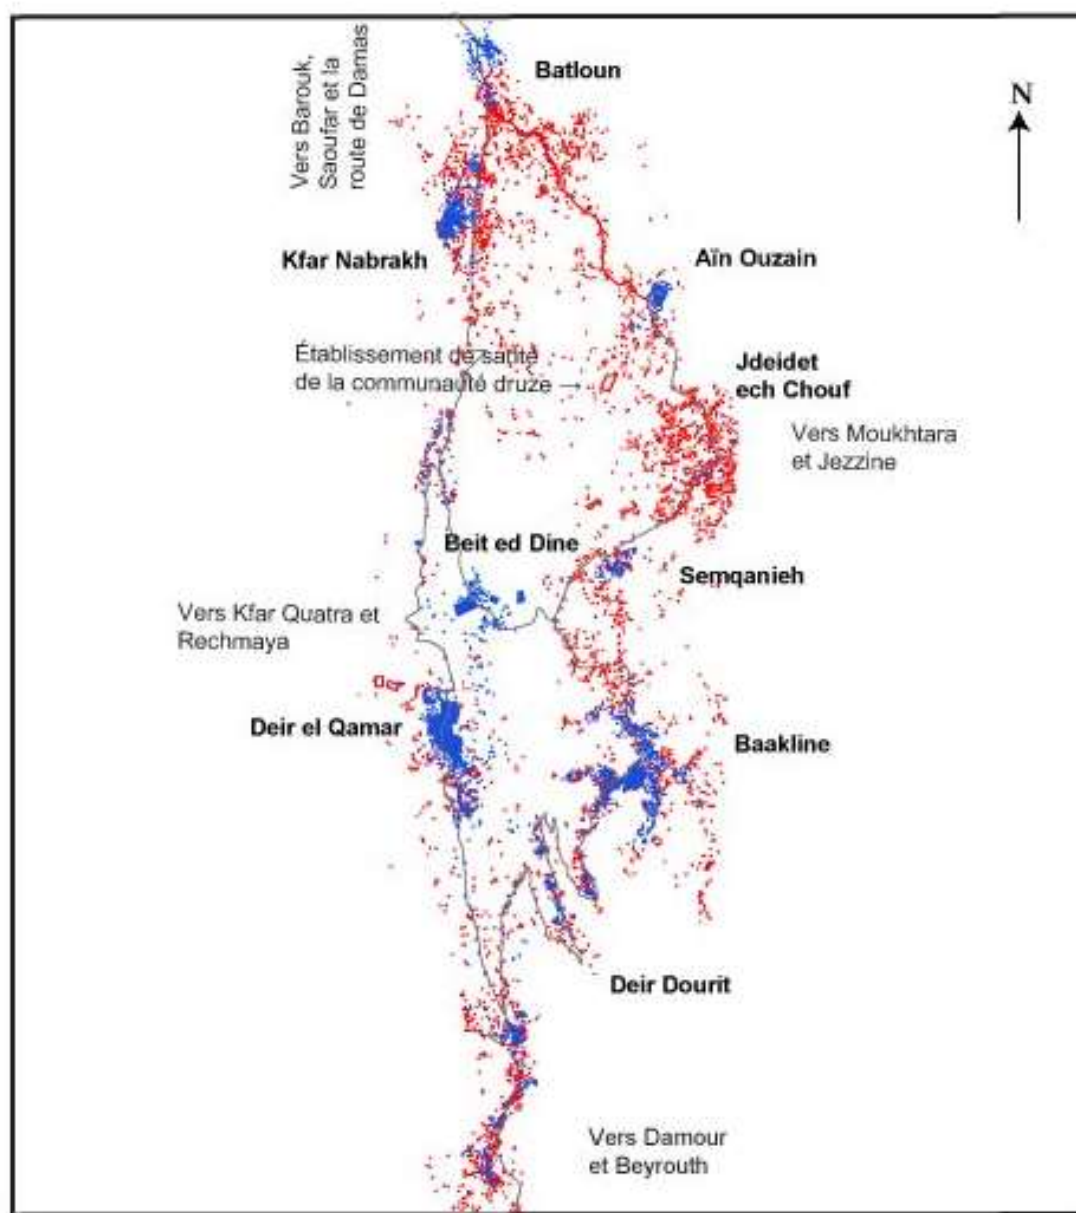 Vers Barouk,
Saoufar et la
route de Damas
Batloun
N
Kfar Nabrakh
Aïn Ouzain
Établissement de santé
de la communauté druze →
Jdeidet
ech Chouf
Vers Moukhtara
et Jezzine
Beit ed Dine
Semqanieh
Vers Kfar Quatra et
Rechmaya
Deir el Qamar
Baakline
Deir Dourit
Vers Damour
et Beyrouth